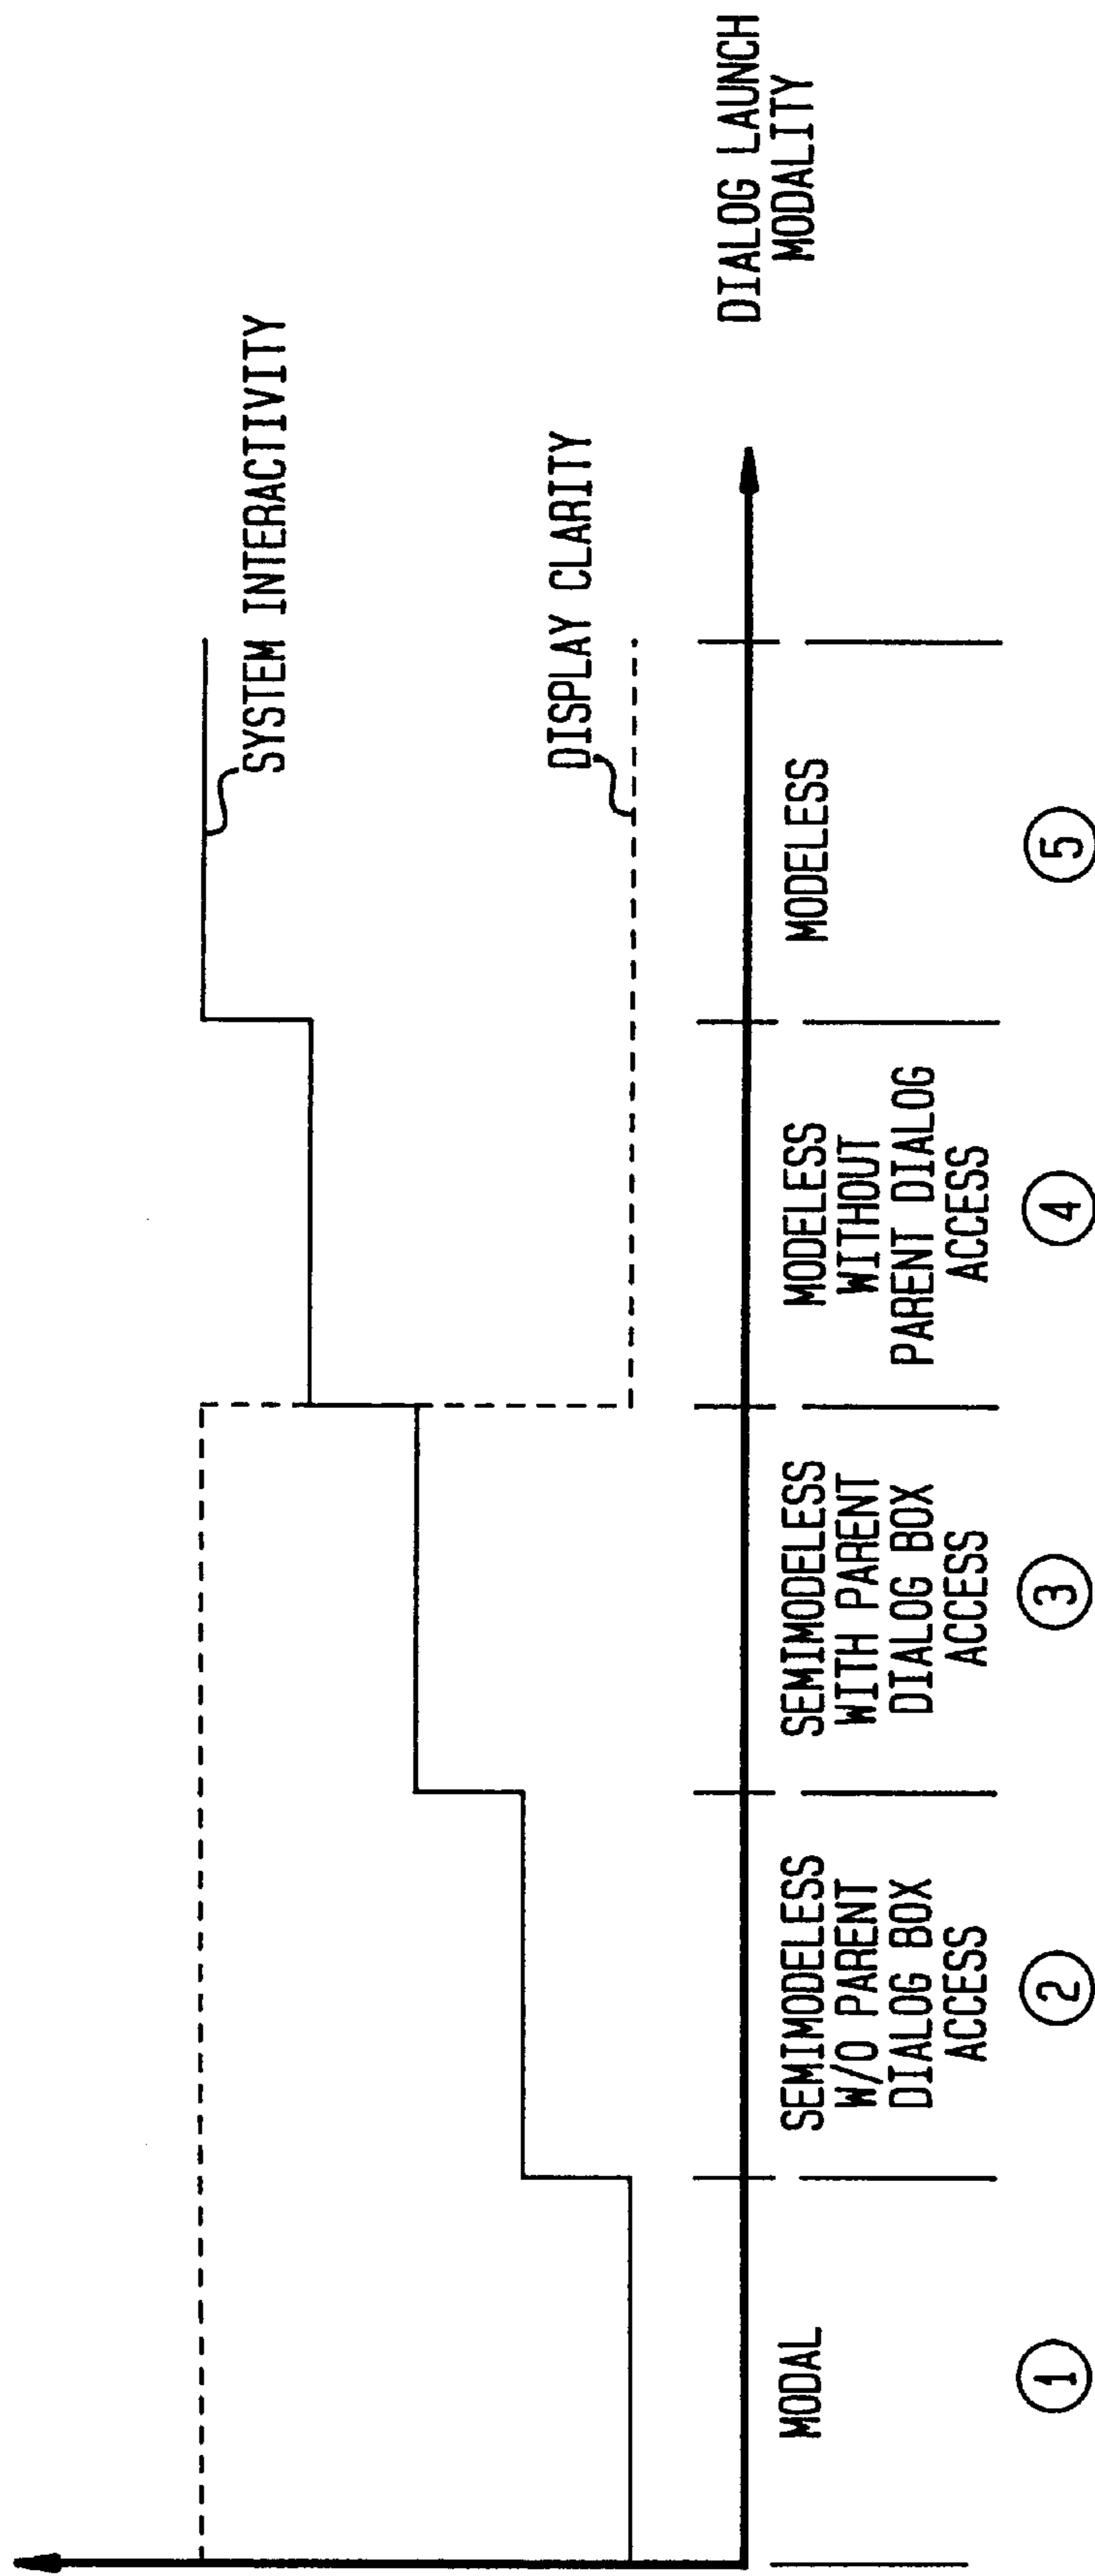 SYSTEM INTERACTIVITY
DISPLAY CLARITY
DIALOG LAUNCH
MODALITY
MODAL
SEMIMODELESS
W/O PARENT
DIALOG BOX
ACCESS
SEMIMODELESS
WITH PARENT
DIALOG BOX
ACCESS
MODELESS
WITHOUT
PARENT DIALOG
ACCESS
MODELESS
1
2
3
4
5